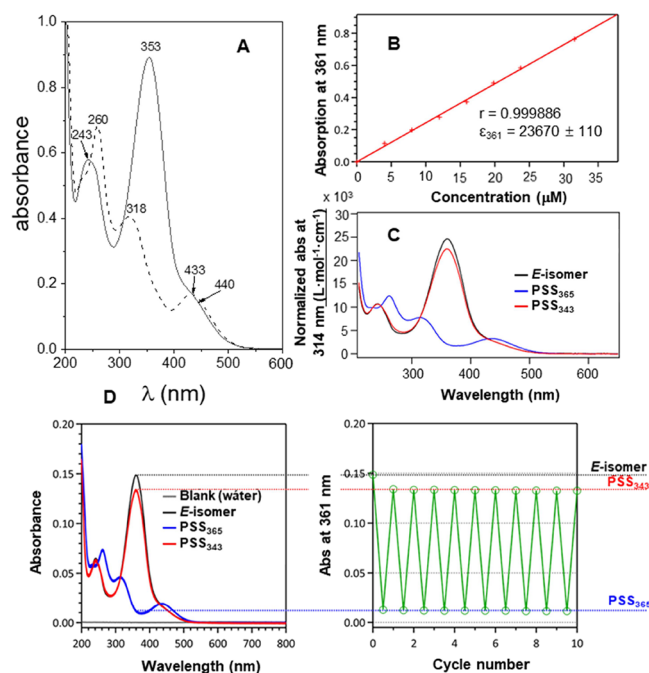 A
absorbance
1.0
0.8
0.6
0.4
0.2
0.0
353
243
260
318
433
440
200 300 400 500 600
λ (nm)
B
Absorption at 361 nm
0.8
0.6
0.4
0.2
0.0
r = 0.999886
ε361 = 23670 ± 110
0 5 10 15 20 25 30 35
Concentration (μM)
C
Normalized abs at
314 nm (L·mol-1·cm-1)
x 10³
30
25
20
15
10
5
0
E-isomer
PSS365
PSS343
300 400 500 600
Wavelength (nm)
D
Absorbance
0.20
0.15
0.10
0.05
0.00
Blank (wáter)
E-isomer
PSS365
PSS343
200 300 400 500 600 700 800
Wavelength (nm)
Abs at 361 nm
0.20
0.15
0.10
0.05
0.00
E-isomer
PSS343
PSS365
0 2 4 6 8 10
Cycle number